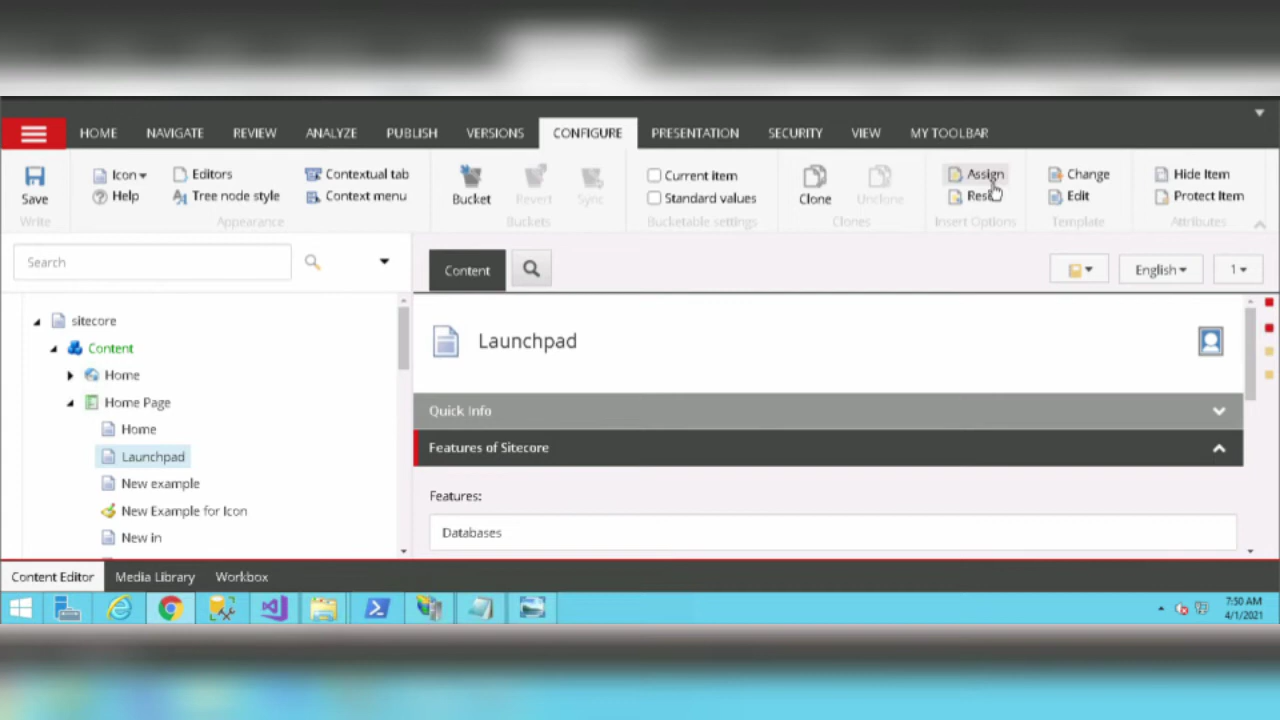 HOME NAVIGATE REVIEW ANALYZE PUBLISH VERSIONS CONFIGURE PRESENTATION SECURITY VIEW MY TOOLBAR
Icon Editors Contextual tab Current item Assign Change Hide Item
Save Help Tree node style Context menu Bucket Revert Sync Standard values Clone Unclone Edit Protect Item
Write Appearance Buckets Bucketable settings Clones Insert Options Template Attributes
Search
Content English 1
sitecore
Content
Home
Home Page
Home
Launchpad
New example
New Example for Icon
New in
Launchpad
Quick Info
Features of Sitecore
Features:
Databases
Content Editor Media Library Workbox
7:50 AM
4/1/2021